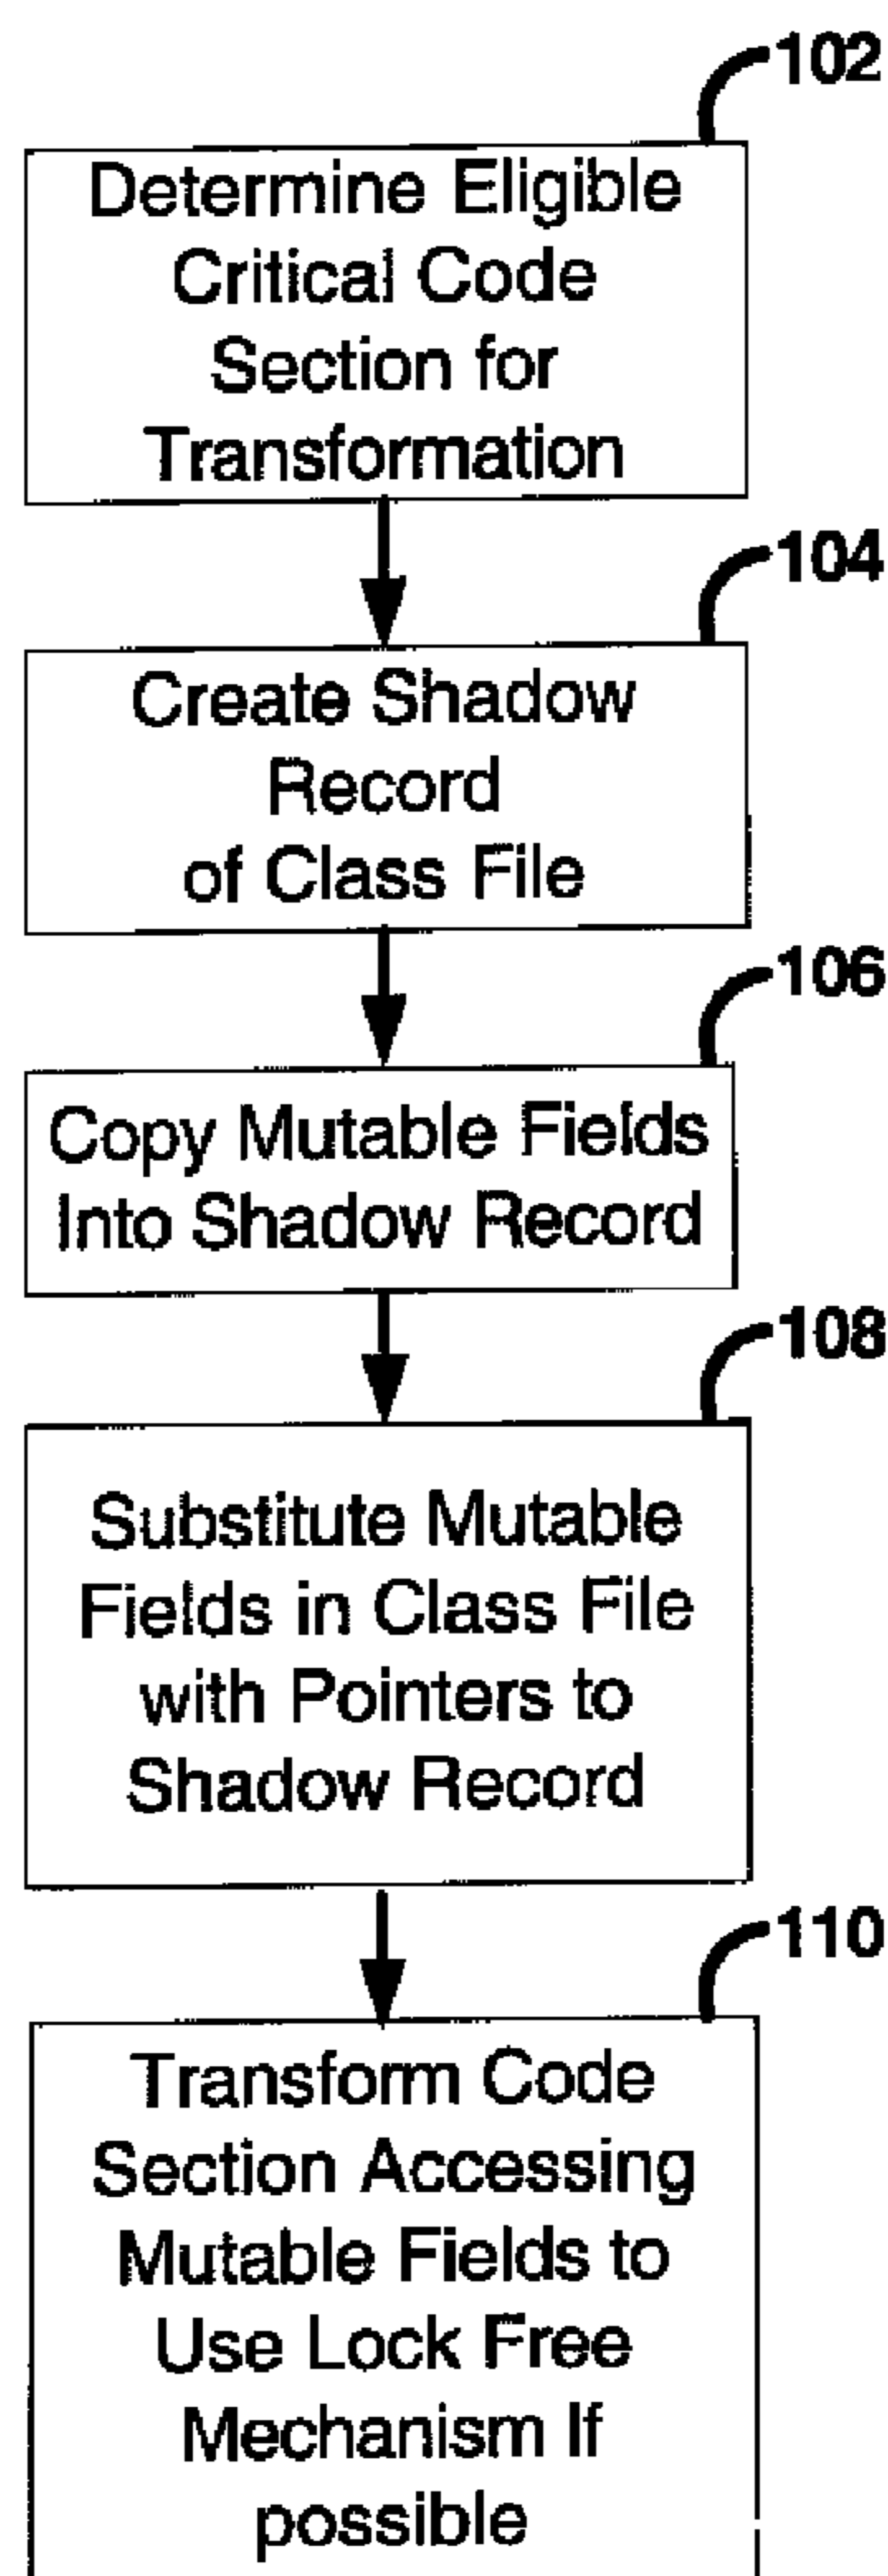 102
Determine Eligible
Critical Code
Section for
Transformation
104
Create Shadow
Record
of Class File
106
Copy Mutable Fields
Into Shadow Record
108
Substitute Mutable
Fields in Class File
with Pointers to
Shadow Record
110
Transform Code
Section Accessing
Mutable Fields to
Use Lock Free
Mechanism If
possible